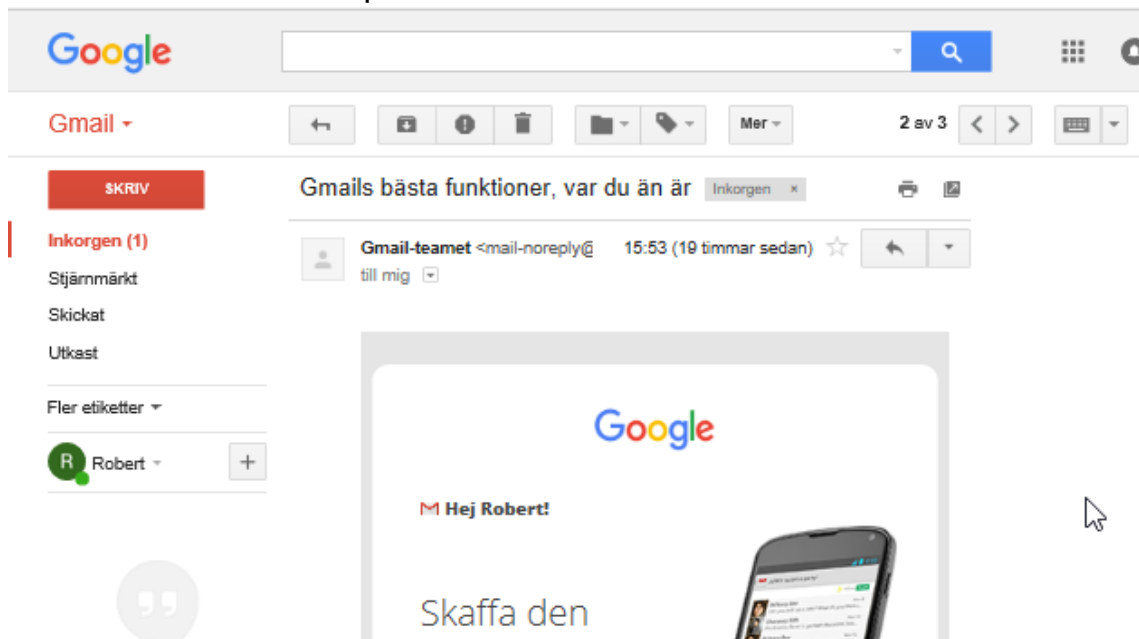 Google
Gmail
Mer
2 av 3
SKRIV
Gmails bästa funktioner, var du än är
Inkorgen ×
Inkorgen (1)
Gmail-teamet <mail-noreply@ 15:53 (19 timmar sedan)
till mig
Stjärnmärkt
Skickat
Utkast
Fler etiketter
R Robert
Google
Hej Robert!
Skaffa den